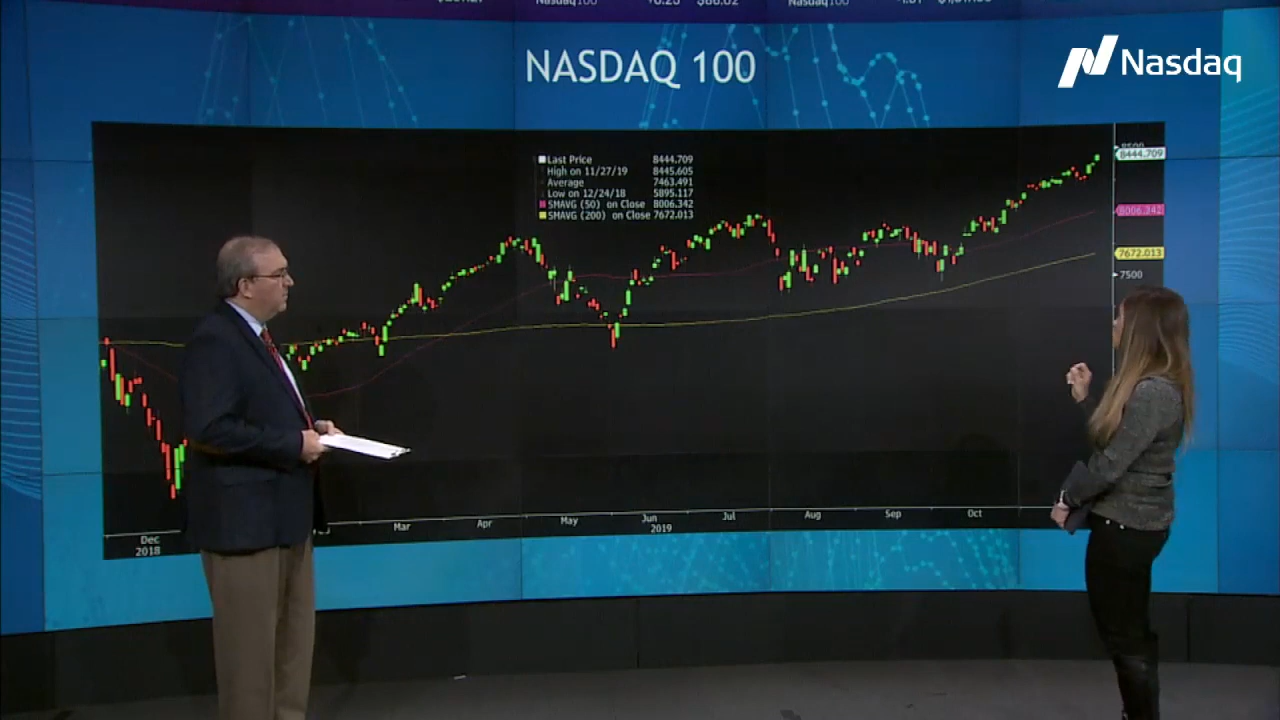 Nasdaq100
NASDAQ 100
Nasdaq
Last Price 8444.709
High on 11/27/19 8445.605
Average 7463.491
Low on 12/24/18 5895.117
SMAVG (50) on Close 8006.342
SMAVG (200) on Close 7672.013
8500
8444.709
8006.342
7672.013
7500
Dec Mar Apr May Jun Jul Aug Sep Oct
2018 2019